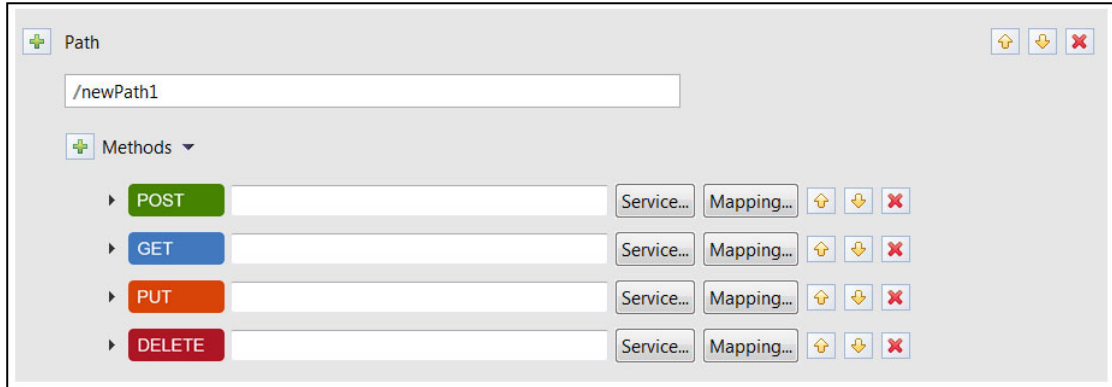 Path
/newPath1
Methods
POST Service... Mapping...
GET Service... Mapping...
PUT Service... Mapping...
DELETE Service... Mapping...